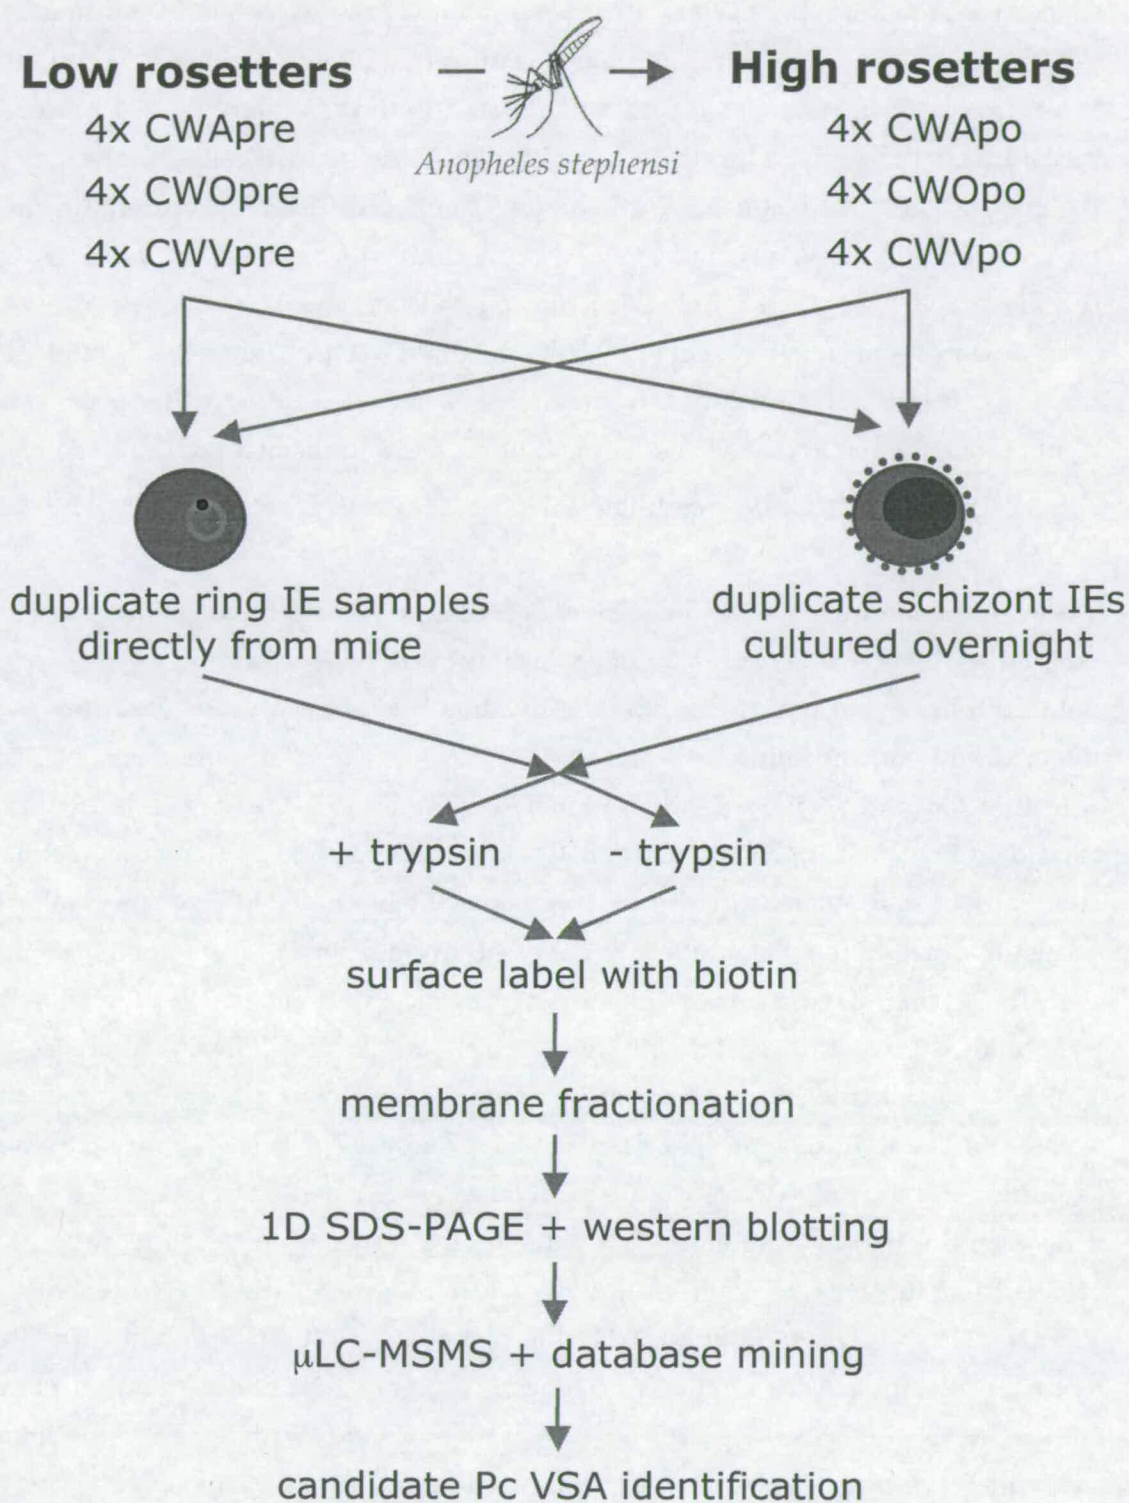 Low rosetters
4x CWApre
4x CWOpre
4x CWVpre
Anopheles stephensi
High rosetters
4x CWApo
4x CWOpo
4x CWVpo
duplicate ring IE samples
directly from mice
duplicate schizont IEs
cultured overnight
+ trypsin
- trypsin
surface label with biotin
membrane fractionation
1D SDS-PAGE + western blotting
µLC-MSMS + database mining
candidate Pc VSA identification